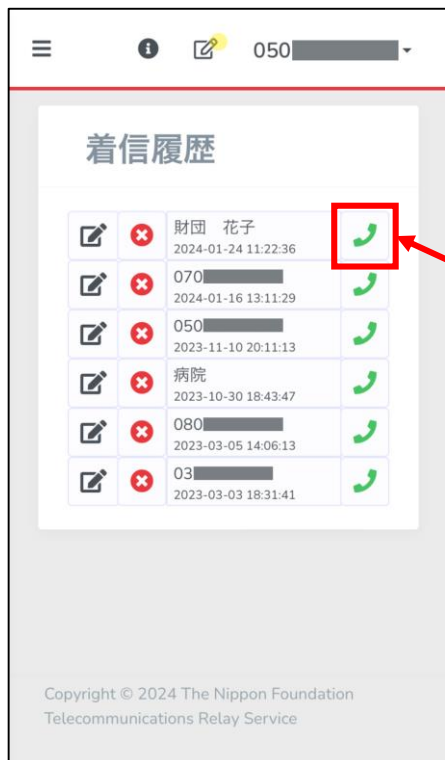 050
着信履歴
財団 花子
2024-01-24 11:22:36
070
2024-01-16 13:11:29
050
2023-11-10 20:11:13
病院
2023-10-30 18:43:47
080
2023-03-05 14:06:13
03
2023-03-03 18:31:41
Copyright © 2024 The Nippon Foundation
Telecommunications Relay Service